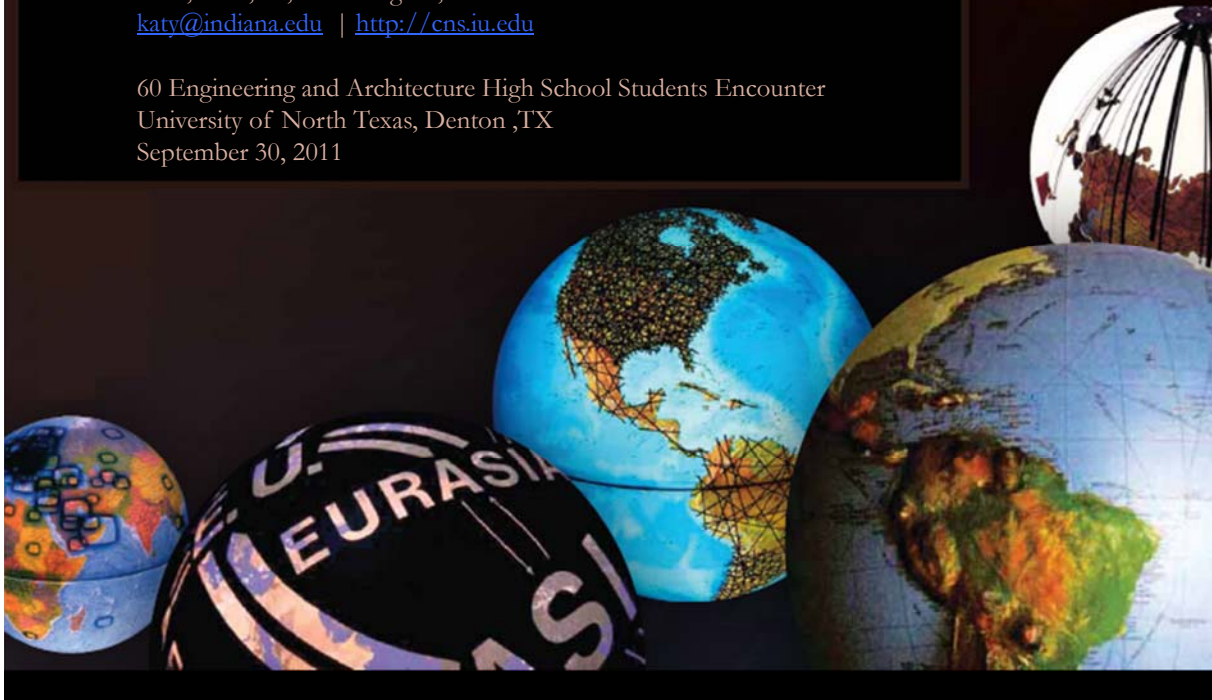 katy@indiana.edu | http://cns.iu.edu
60 Engineering and Architecture High School Students Encounter
University of North Texas, Denton ,TX
September 30, 2011
E. U.
EURASIA